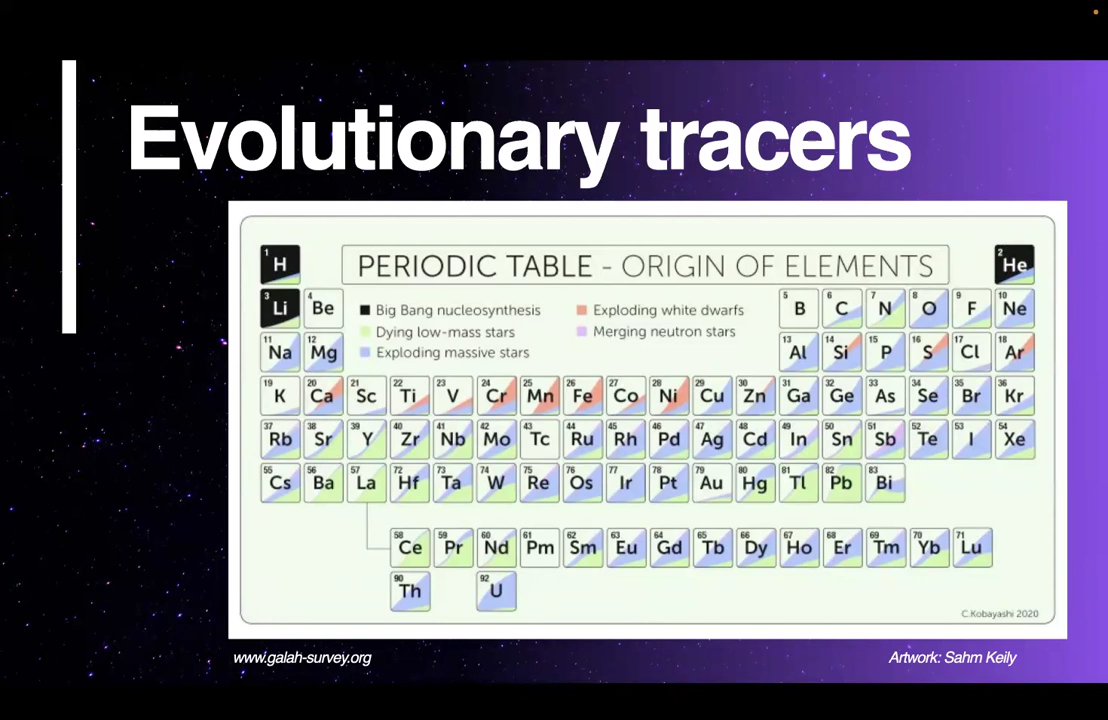 Evolutionary tracers
1 H
2 He
PERIODIC TABLE - ORIGIN OF ELEMENTS
3 Li 4 Be
Big Bang nucleosynthesis
Exploding white dwarfs
Dying low-mass stars
Merging neutron stars
Exploding massive stars
5 B 6 C 7 N 8 O 9 F 10 Ne
11 Na 12 Mg
13 Al 14 Si 15 P 16 S 17 Cl 18 Ar
19 K 20 Ca 21 Sc 22 Ti 23 V 24 Cr 25 Mn 26 Fe 27 Co 28 Ni 29 Cu 30 Zn 31 Ga 32 Ge 33 As 34 Se 35 Br 36 Kr
37 Rb 38 Sr 39 Y 40 Zr 41 Nb 42 Mo 43 Tc 44 Ru 45 Rh 46 Pd 47 Ag 48 Cd 49 In 50 Sn 51 Sb 52 Te 53 I 54 Xe
55 Cs 56 Ba 57 La 72 Hf 73 Ta 74 W 75 Re 76 Os 77 Ir 78 Pt 79 Au 80 Hg 81 Tl 82 Pb 83 Bi
58 Ce 59 Pr 60 Nd 61 Pm 62 Sm 63 Eu 64 Gd 65 Tb 66 Dy 67 Ho 68 Er 69 Tm 70 Yb 71 Lu
90 Th 92 U
C.Kobayashi 2020
www.galah-survey.org
Artwork: Sahm Keily